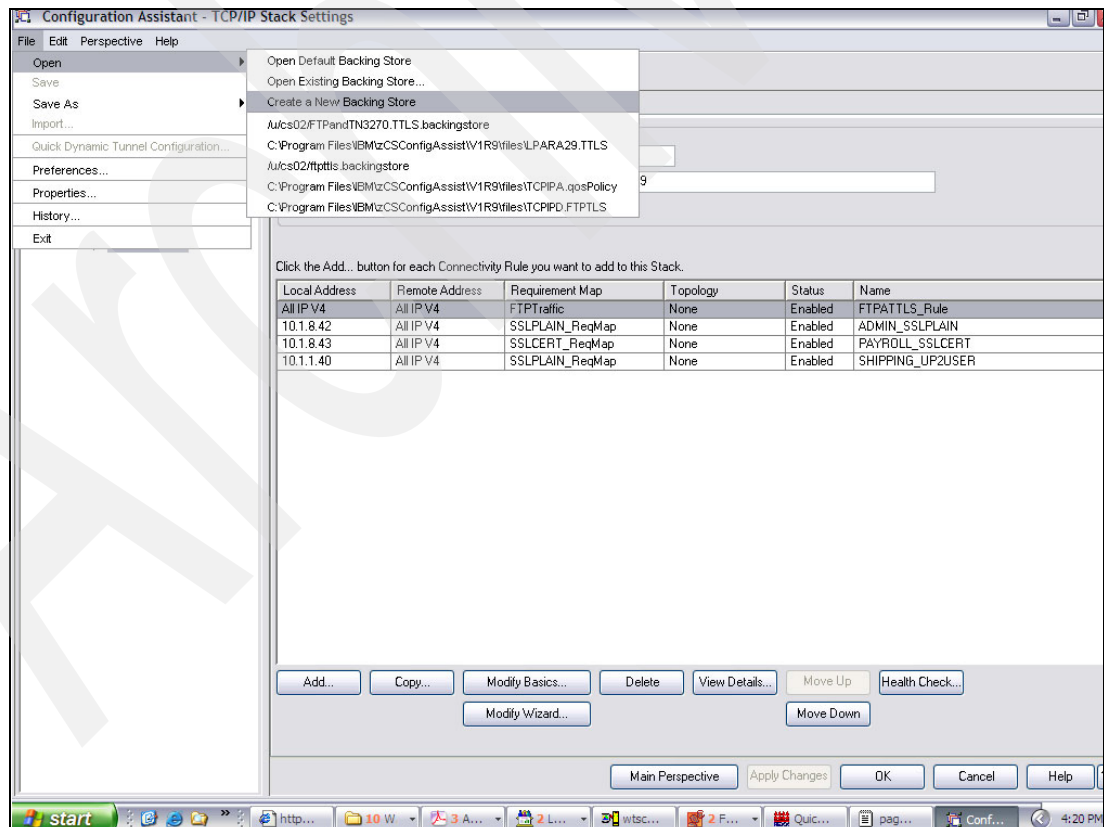 Configuration Assistant - TCP/IP Stack Settings
File Edit Perspective Help
Open
Save
Save As
Import...
Quick Dynamic Tunnel Configuration...
Preferences...
Properties...
History...
Exit
Open Default Backing Store
Open Existing Backing Store...
Create a New Backing Store
/u/cs02/FTPandTN3270.TTLS.backingstore
C:\Program Files\IBM\zCSConfigAssist\V1R9\files\LPARA29.TTLS
/u/cs02/ftpttls.backingstore
C:\Program Files\IBM\zCSConfigAssist\V1R9\files\TCPIPA.qosPolicy
C:\Program Files\IBM\zCSConfigAssist\V1R9\files\TCPIPD.FTPTLS
9
Click the Add... button for each Connectivity Rule you want to add to this Stack.
Local Address Remote Address Requirement Map Topology Status Name
All IP V4 All IP V4 FTPTraffic None Enabled FTPATTLS_Rule
10.1.8.42 All IP V4 SSLPLAIN_ReqMap None Enabled ADMIN_SSLPLAIN
10.1.8.43 All IP V4 SSLCERT_ReqMap None Enabled PAYROLL_SSLCERT
10.1.1.40 All IP V4 SSLPLAIN_ReqMap None Enabled SHIPPING_UP2USER
Add... Copy... Modify Basics... Delete View Details... Move Up Health Check...
Modify Wizard... Move Down
Main Perspective Apply Changes OK Cancel Help
start http... 10 W 3 A... 2 L... wtsc... 2 F... Quic... pag... Conf... 4:20 PM